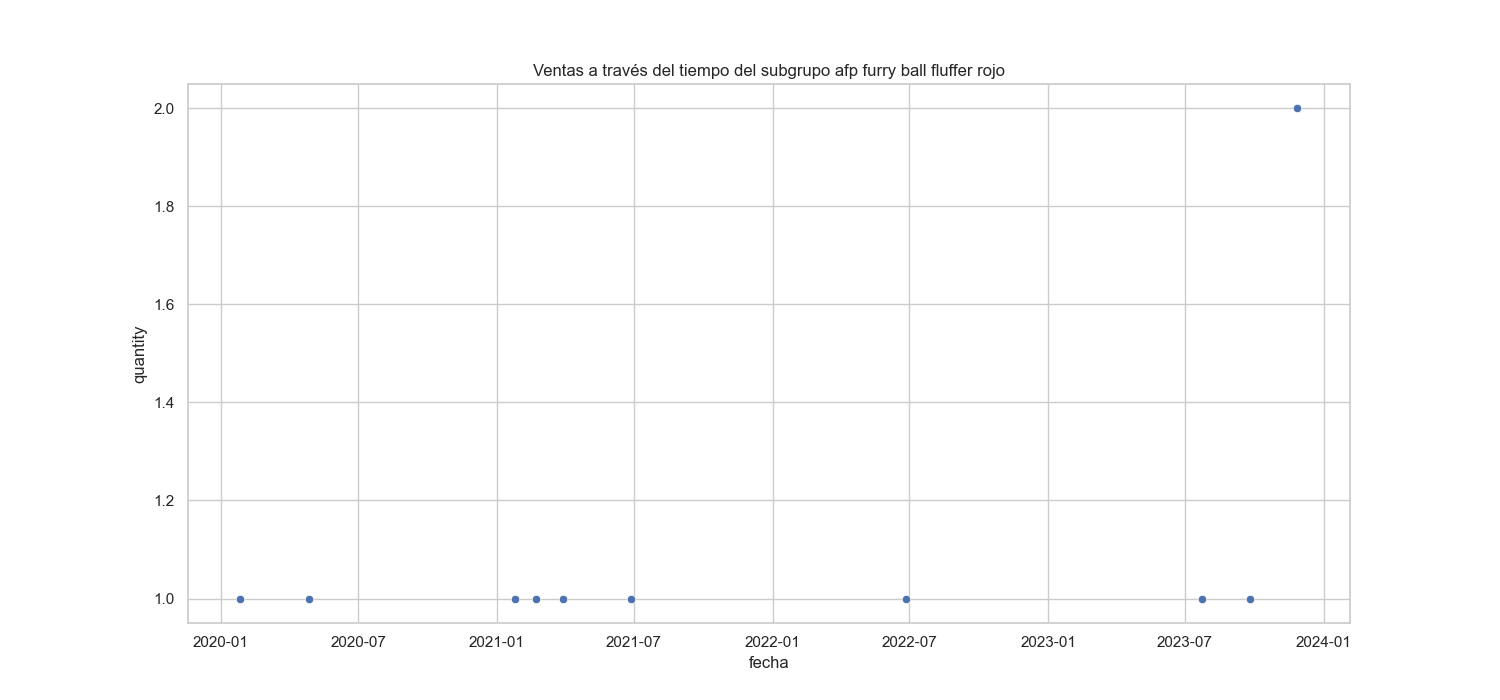 Ventas a través del tiempo del subgrupo afp furry ball fluffer rojo
2.0
1.8
1.6
1.4
1.2
1.0
quantity
2020-01 2020-07 2021-01 2021-07 2022-01 2022-07 2023-01 2023-07 2024-01
fecha